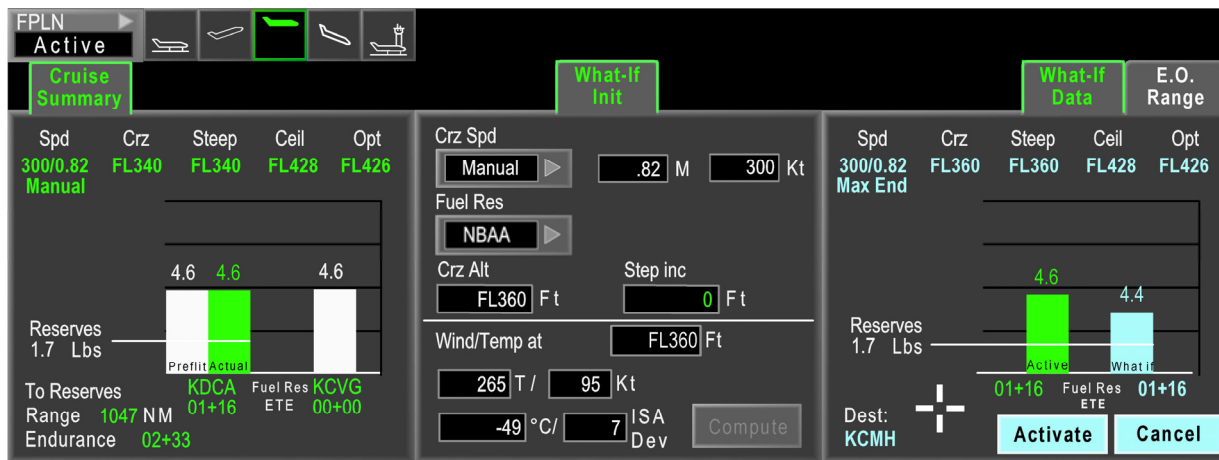 FPLN
Active
Cruise
Summary
What-If
Init
What-If
Data
E.O.
Range
Spd Crz Steep Ceil Opt
300/0.82 FL340 FL340 FL428 FL426
Manual
4.6 4.6 4.6
Reserves
1.7 Lbs
Preflit Actual
To Reserves
KDCA Fuel Res KCVG
01+16 ETE 00+00
Range 1047 NM
Endurance 02+33
Crz Spd
Manual .82 M 300 Kt
Fuel Res
NBAA
Crz Alt Step inc
FL360 Ft 0 Ft
Wind/Temp at FL360 Ft
265 T/ 95 Kt
-49 °C/ 7 ISA Dev
Compute
Spd Crz Steep Ceil Opt
300/0.82 FL360 FL360 FL428 FL426
Max End
4.6
4.4
Reserves
1.7 Lbs
Active What if
01+16 Fuel Res 01+16
ETE
Dest:
KCMH
Activate Cancel